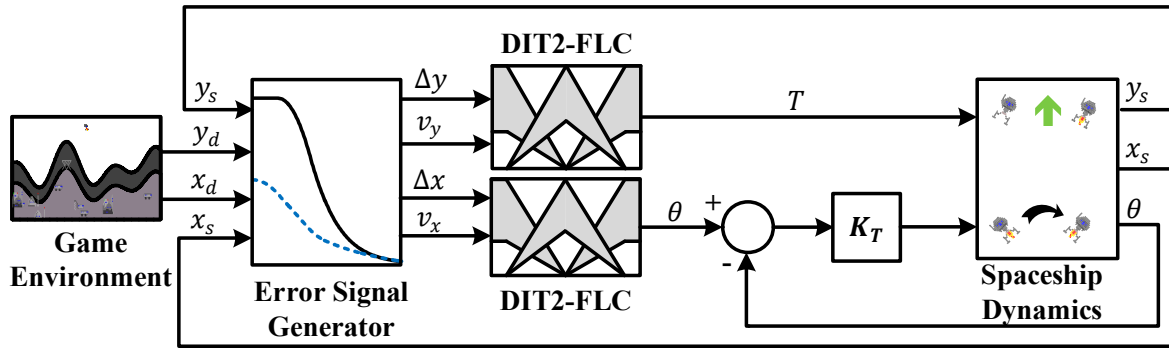 DIT2-FLC
y_s
y_d
x_d
x_s
Δy
v_y
Δx
v_x
T
θ
+
-
K_T
y_s
x_s
θ
Game
Environment
Error Signal
Generator
DIT2-FLC
Spaceship
Dynamics